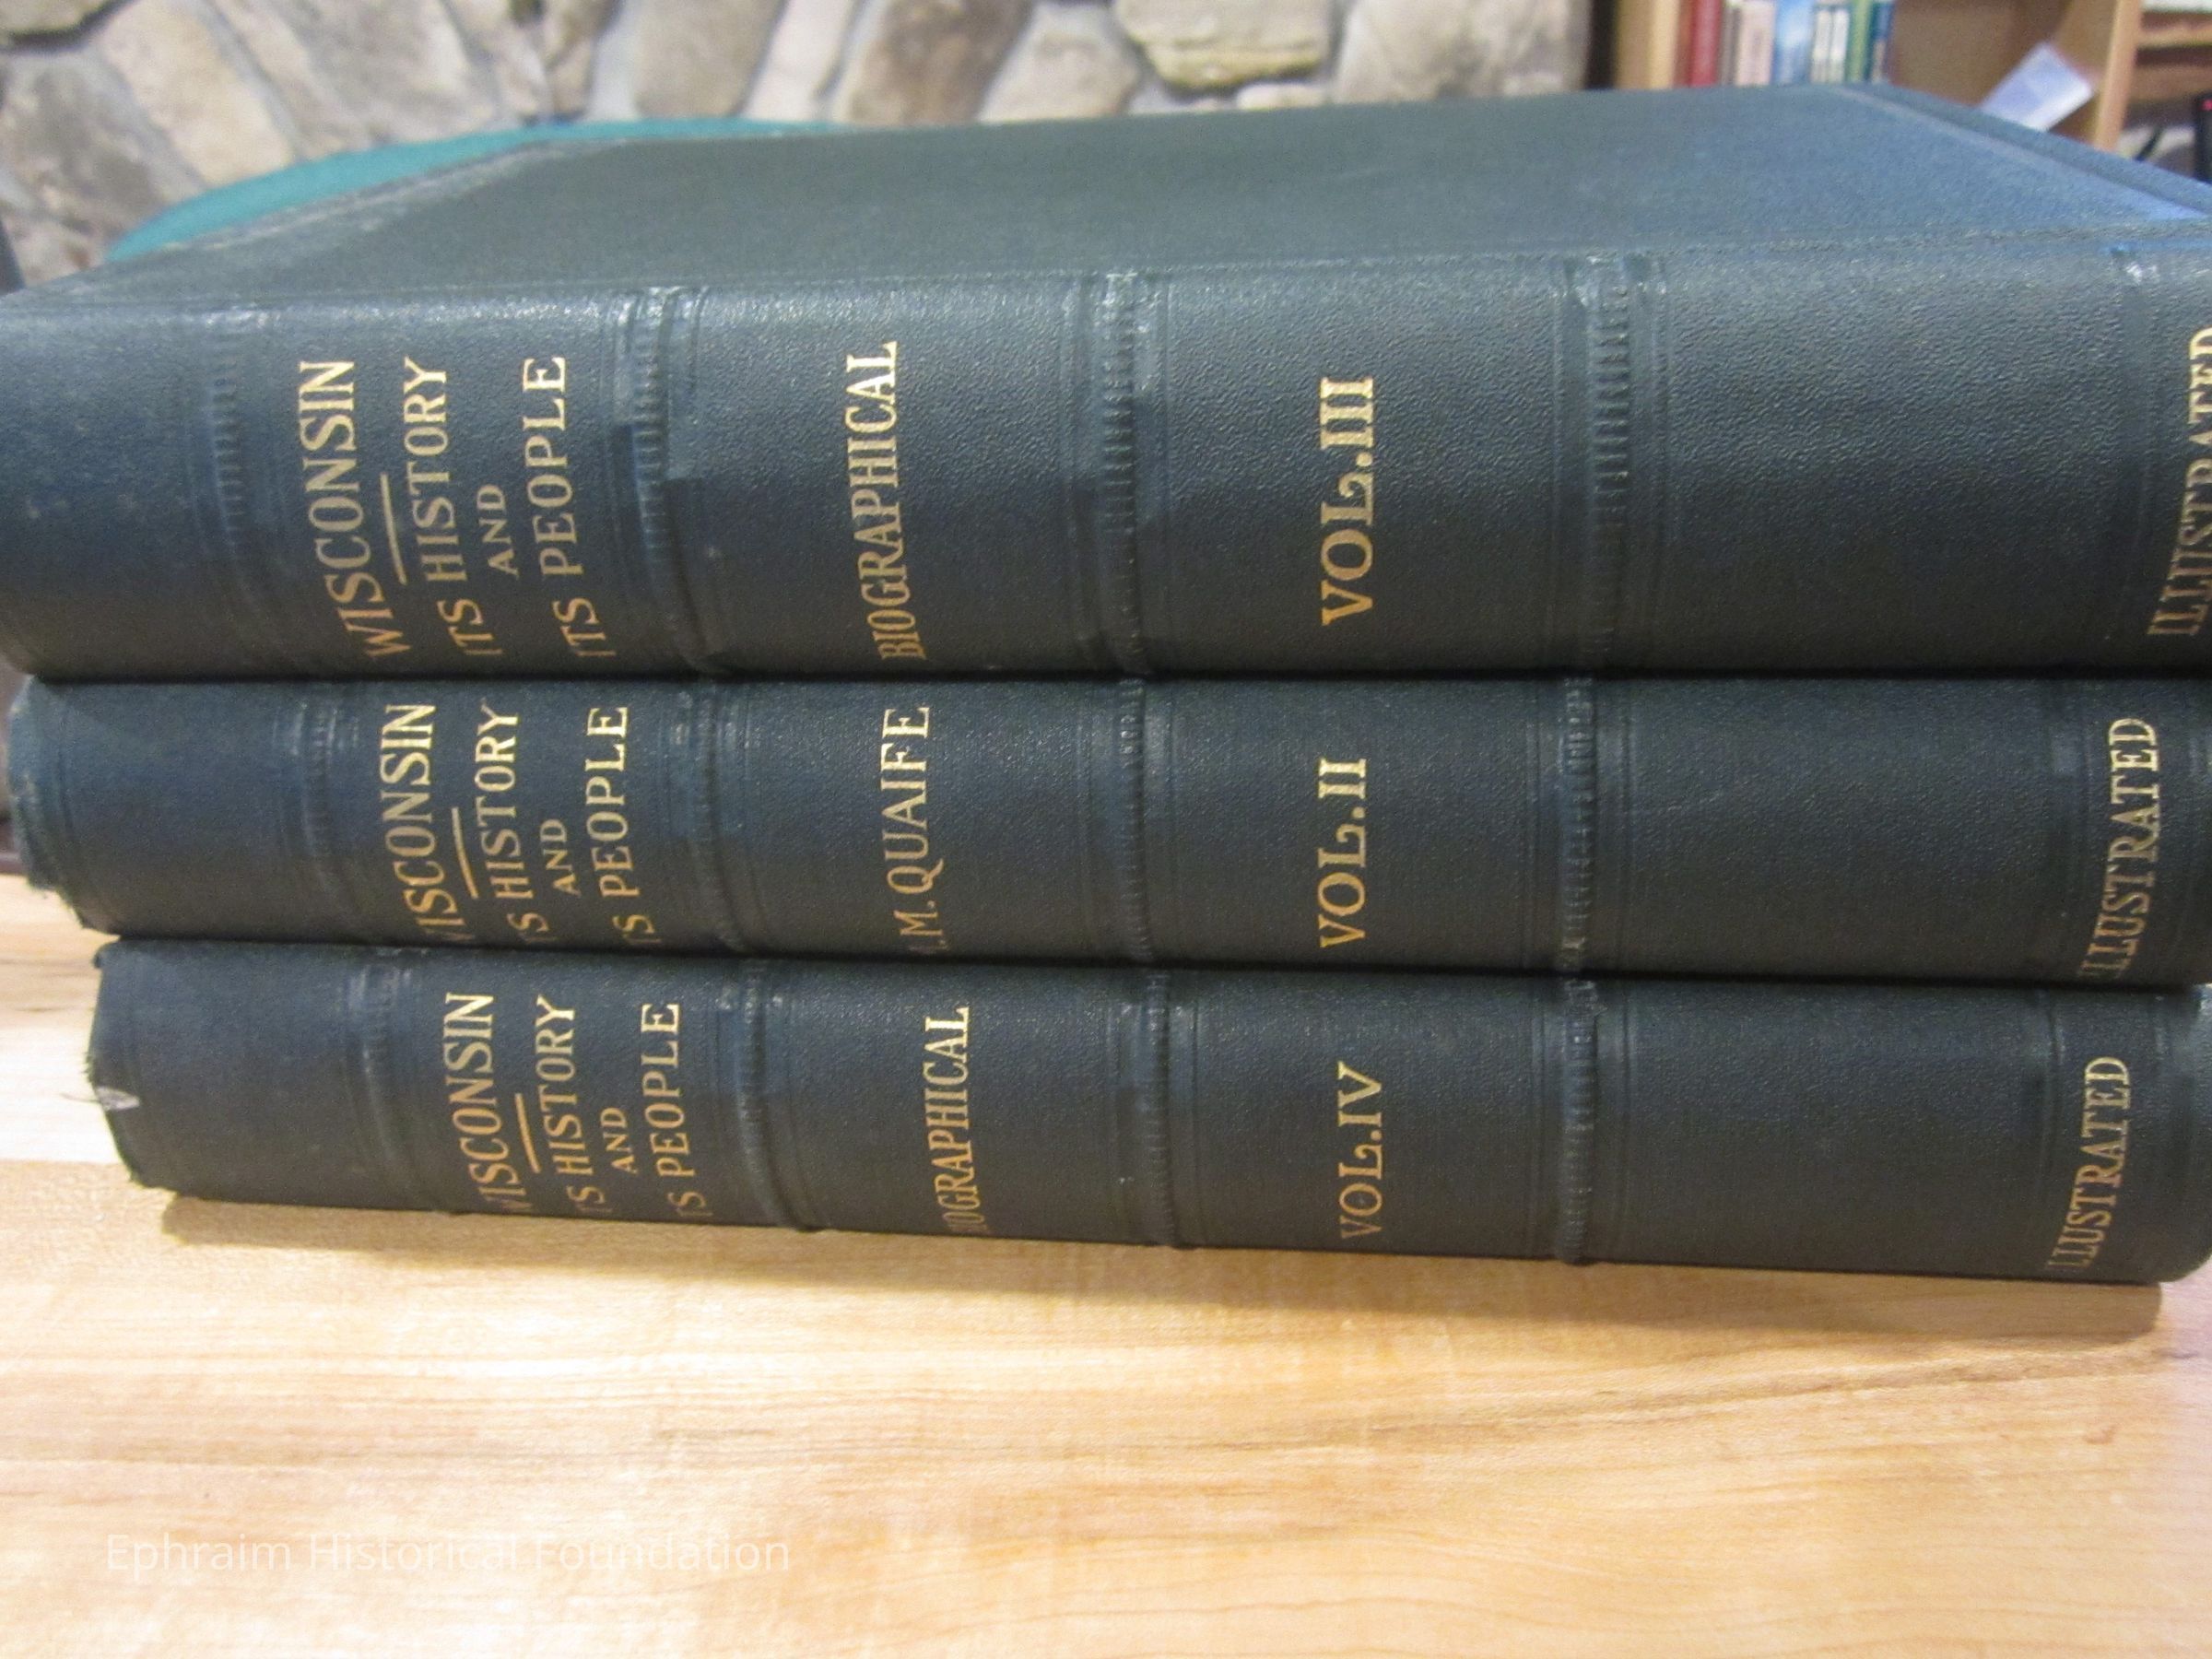 WISCONSIN
ITS HISTORY
AND
ITS PEOPLE
BIOGRAPHICAL
VOL.III
ILLUSTRATED
WISCONSIN
ITS HISTORY
AND
ITS PEOPLE
M. QUAIFE
VOL.II
ILLUSTRATED
WISCONSIN
ITS HISTORY
AND
ITS PEOPLE
BIOGRAPHICAL
VOL.IV
ILLUSTRATED
Ephraim Historical Foundation